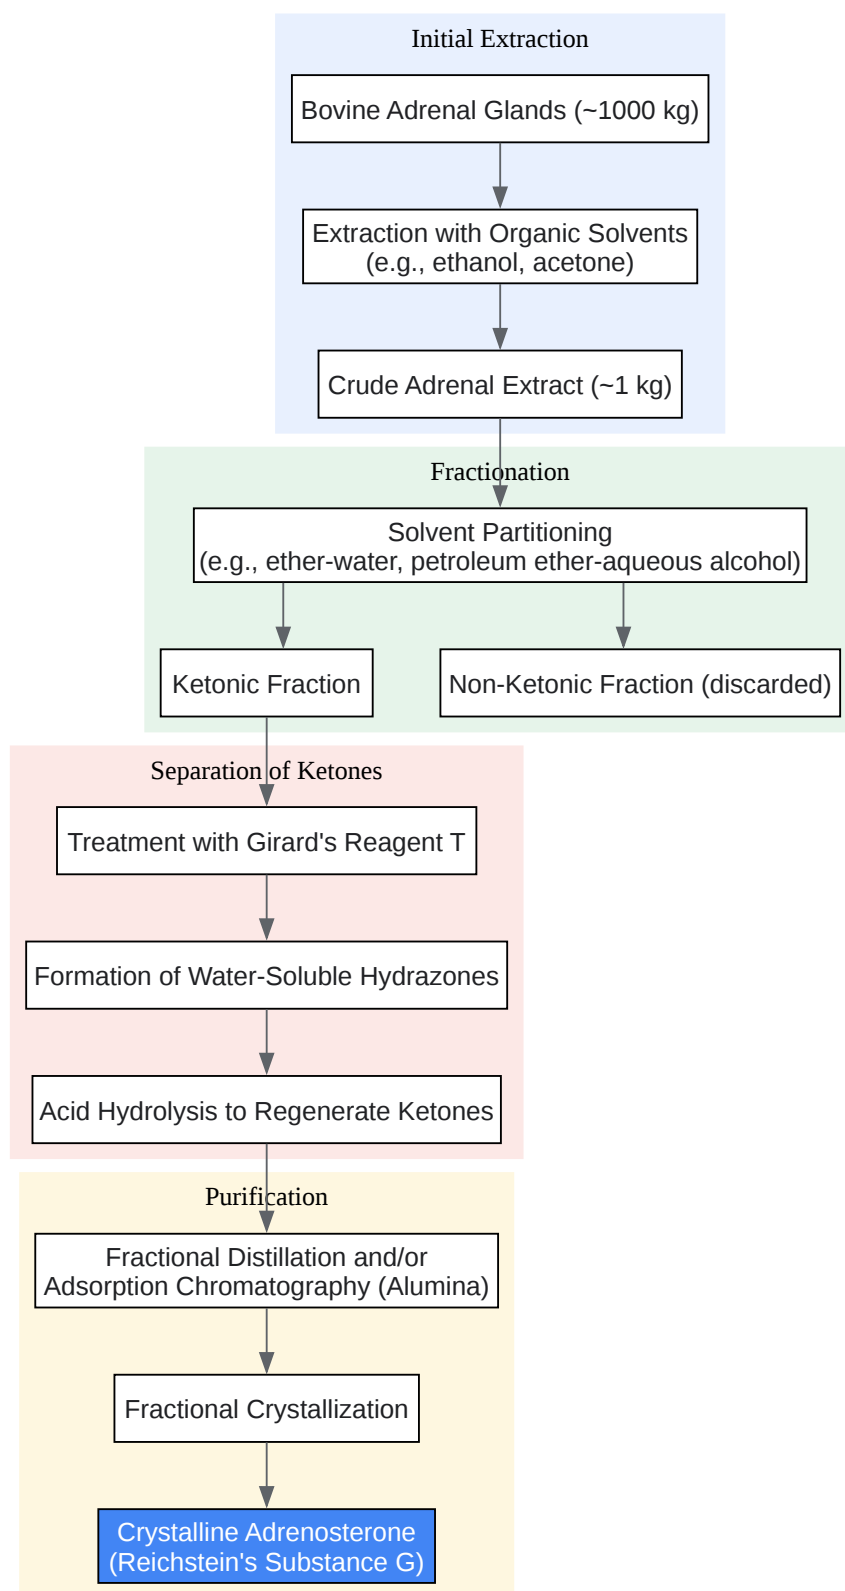 Initial Extraction
Bovine Adrenal Glands (~1000 kg)
Extraction with Organic Solvents
(e.g., ethanol, acetone)
Crude Adrenal Extract (~1 kg)
Fractionation
Solvent Partitioning
(e.g., ether-water, petroleum ether-aqueous alcohol)
Ketonic Fraction
Non-Ketonic Fraction (discarded)
Separation of Ketones
Treatment with Girard's Reagent T
Formation of Water-Soluble Hydrazones
Acid Hydrolysis to Regenerate Ketones
Purification
Fractional Distillation and/or
Adsorption Chromatography (Alumina)
Fractional Crystallization
Crystalline Adrenosterone
(Reichstein's Substance G)